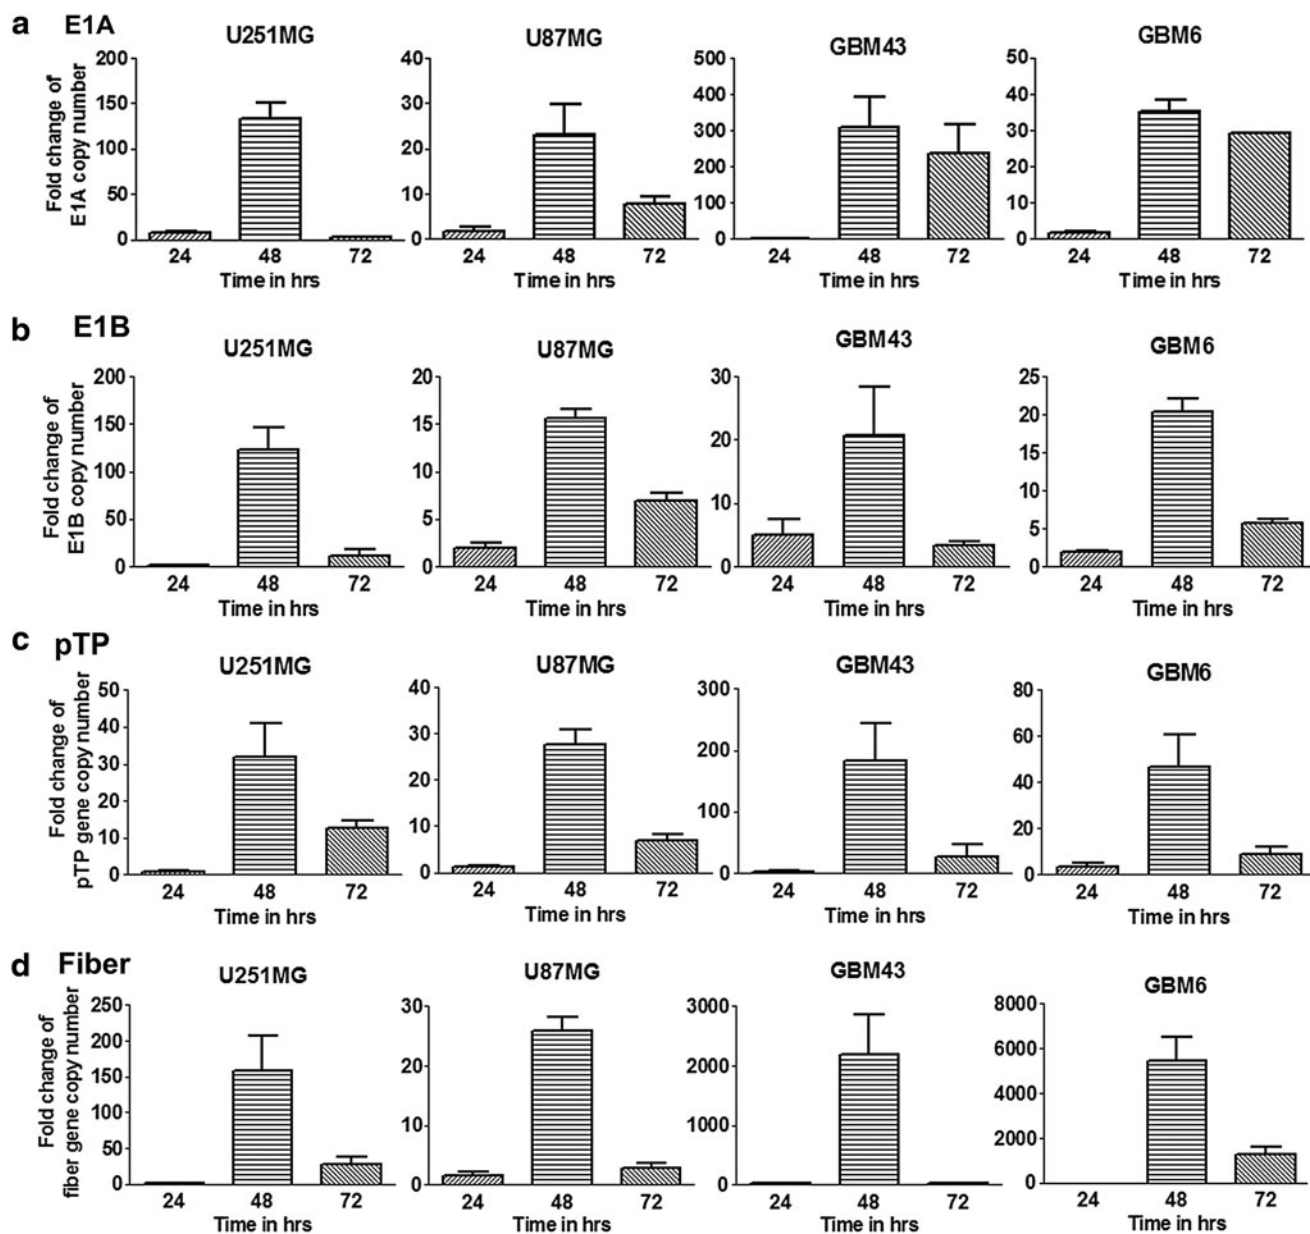 a E1A
U251MG U87MG GBM43 GBM6
Fold change of
E1A copy number
200 150 100 50 0
40 30 20 10 0
500 400 300 200 100 0
50 40 30 20 10 0
24 48 72 24 48 72 24 48 72 24 48 72
Time in hrs Time in hrs Time in hrs Time in hrs
b E1B
U251MG U87MG GBM43 GBM6
Fold change of
E1B copy number
200 150 100 50 0
20 15 10 5 0
30 20 10 0
25 20 15 10 5 0
24 48 72 24 48 72 24 48 72 24 48 72
Time in hrs Time in hrs Time in hrs Time in hrs
c pTP
U251MG U87MG GBM43 GBM6
Fold change of
pTP gene copy number
50 40 30 20 10 0
40 30 20 10 0
300 200 100 0
80 60 40 20 0
24 48 72 24 48 72 24 48 72 24 48 72
Time in hrs Time in hrs Time in hrs Time in hrs
d Fiber
U251MG U87MG GBM43 GBM6
Fold change of
fiber gene copy number
250 200 150 100 50 0
30 20 10 0
3000 2000 1000 0
8000 6000 4000 2000 0
24 48 72 24 48 72 24 48 72 24 48 72
Time in hrs Time in hrs Time in hrs Time in hrs